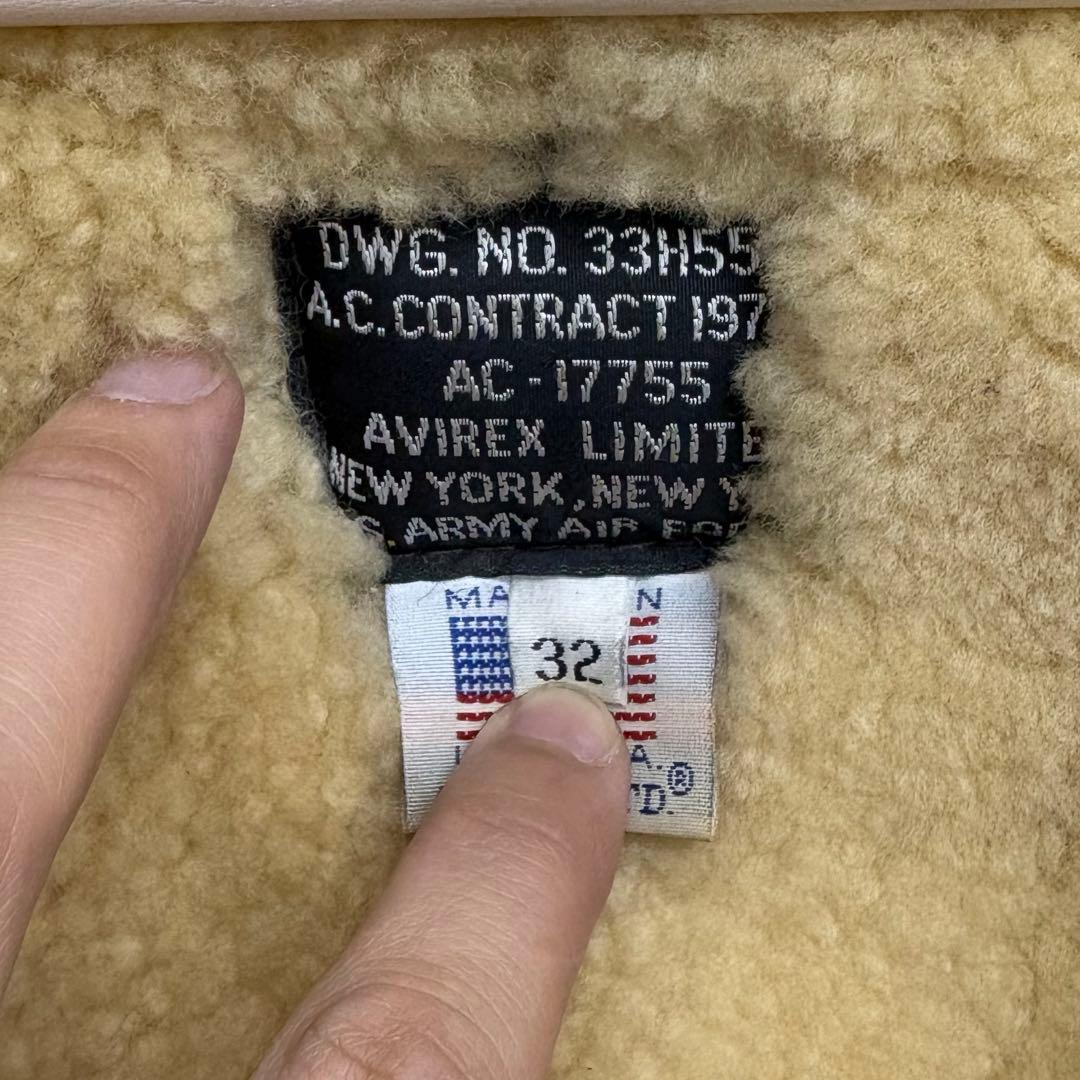 DWG. NO. 33H55
A.C. CONTRACT 197
AC-17755
AVIREX LIMITE
NEW YORK, NEW Y
S. ARMY AIR FOR
MA N
32
A.
TD.®